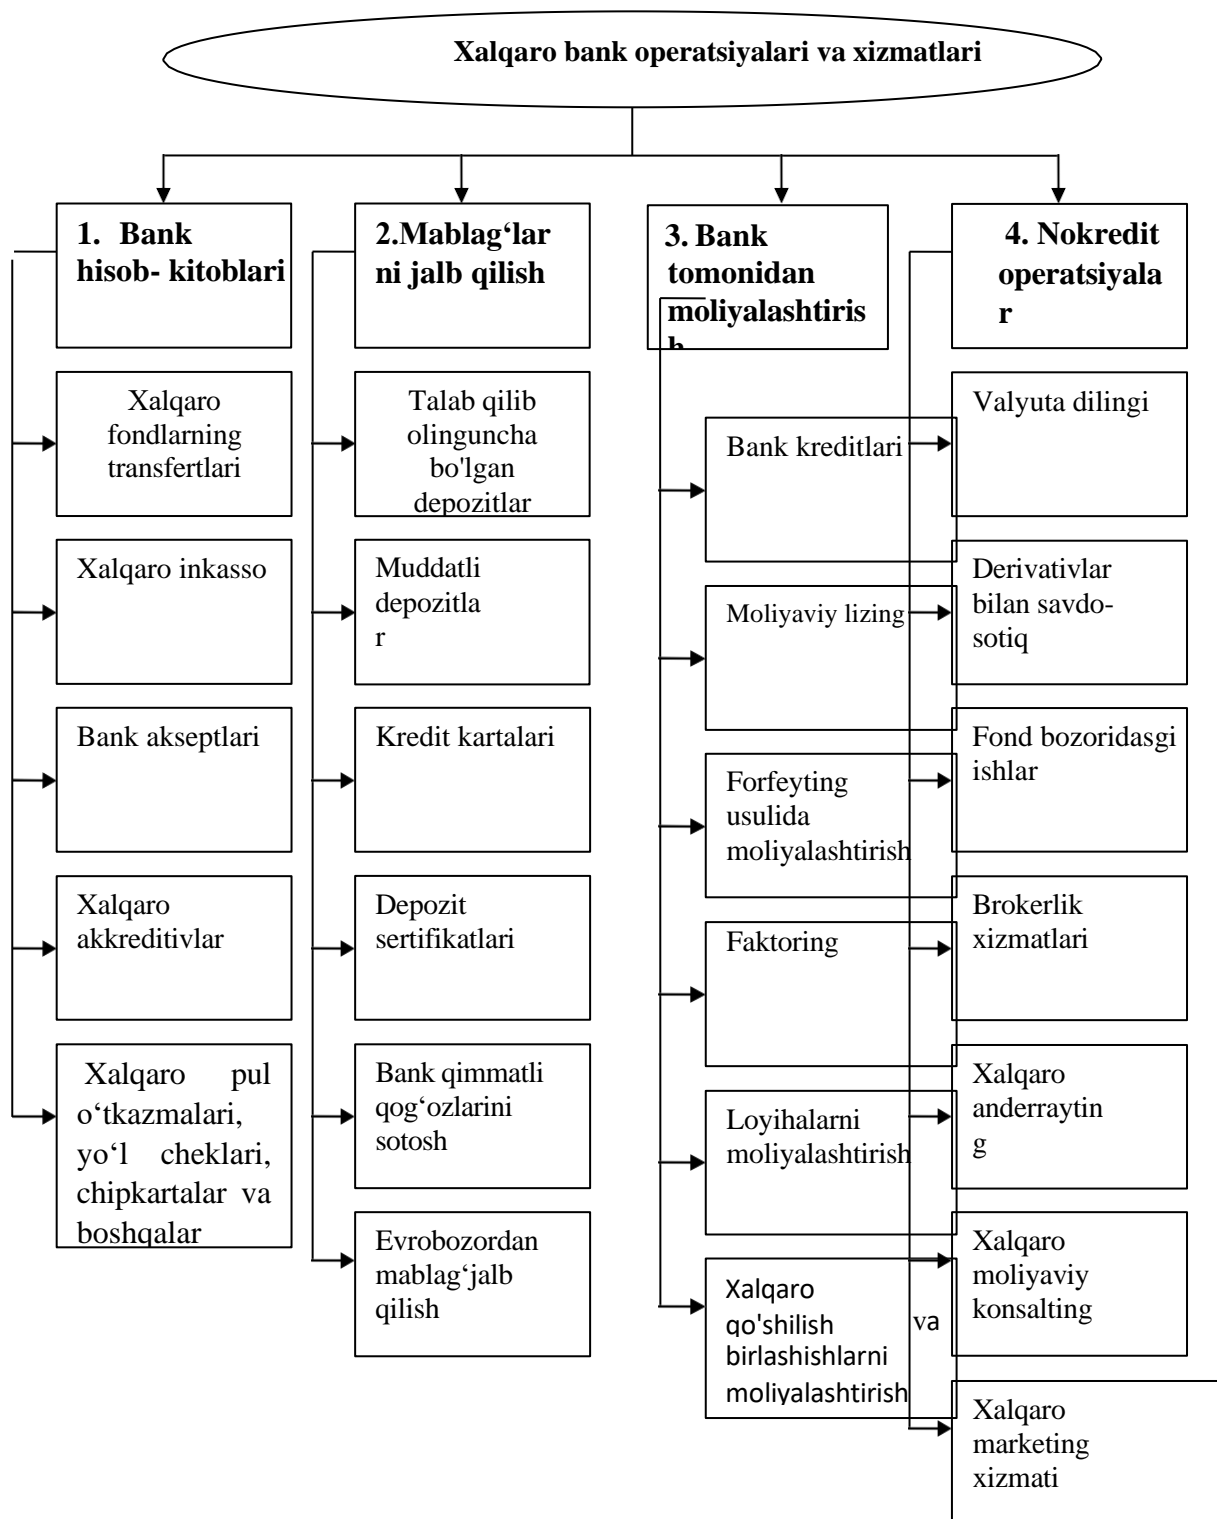 Xalqaro bank operatsiyalari va xizmatlari
1. Bank
hisob- kitoblari
Xalqaro
fondlarning
transfertlari
Xalqaro inkasso
Bank akseptlari
Xalqaro
akkreditivlar
Xalqaro pul
o‘tkazmalari,
yo‘l cheklari,
chipkartalar va
boshqalar
2.Mablag‘lar
ni jalb qilish
Talab qilib
olinguncha
bo'lgan
depozitlar
Muddatli
depozitla
r
Kredit kartalari
Depozit
sertifikatlari
Bank qimmatli
qog‘ozlarini
sotosh
Evrobozordan
mablag‘jalb
qilish
3. Bank
tomonidan
moliyalashtiris
h
Bank kreditlari
Moliyaviy lizing
Forfeyting
usulida
moliyalashtirish
Faktoring
Loyihalarni
moliyalashtirish
Xalqaro
qo'shilish va
birlashishlarni
moliyalashtirish
4. Nokredit
operatsiyala
r
Valyuta dilingi
Derivativlar
bilan savdo-
sotiq
Fond bozoridasgi
ishlar
Brokerlik
xizmatlari
Xalqaro
anderraytin
g
Xalqaro
moliyaviy
konsalting
Xalqaro
marketing
xizmati